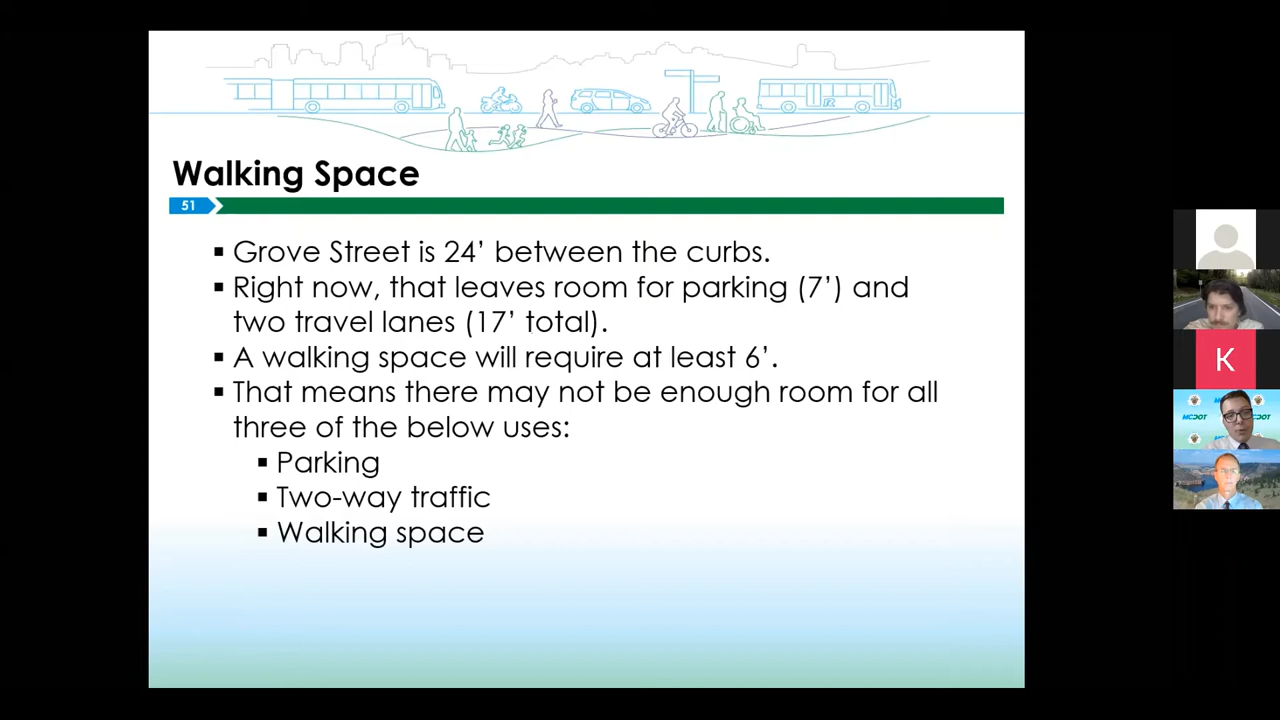 Walking Space
51
▪ Grove Street is 24’ between the curbs.
▪ Right now, that leaves room for parking (7’) and
two travel lanes (17’ total).
▪ A walking space will require at least 6’.
▪ That means there may not be enough room for all
three of the below uses:
▪ Parking
▪ Two-way traffic
▪ Walking space
K
MCDOT